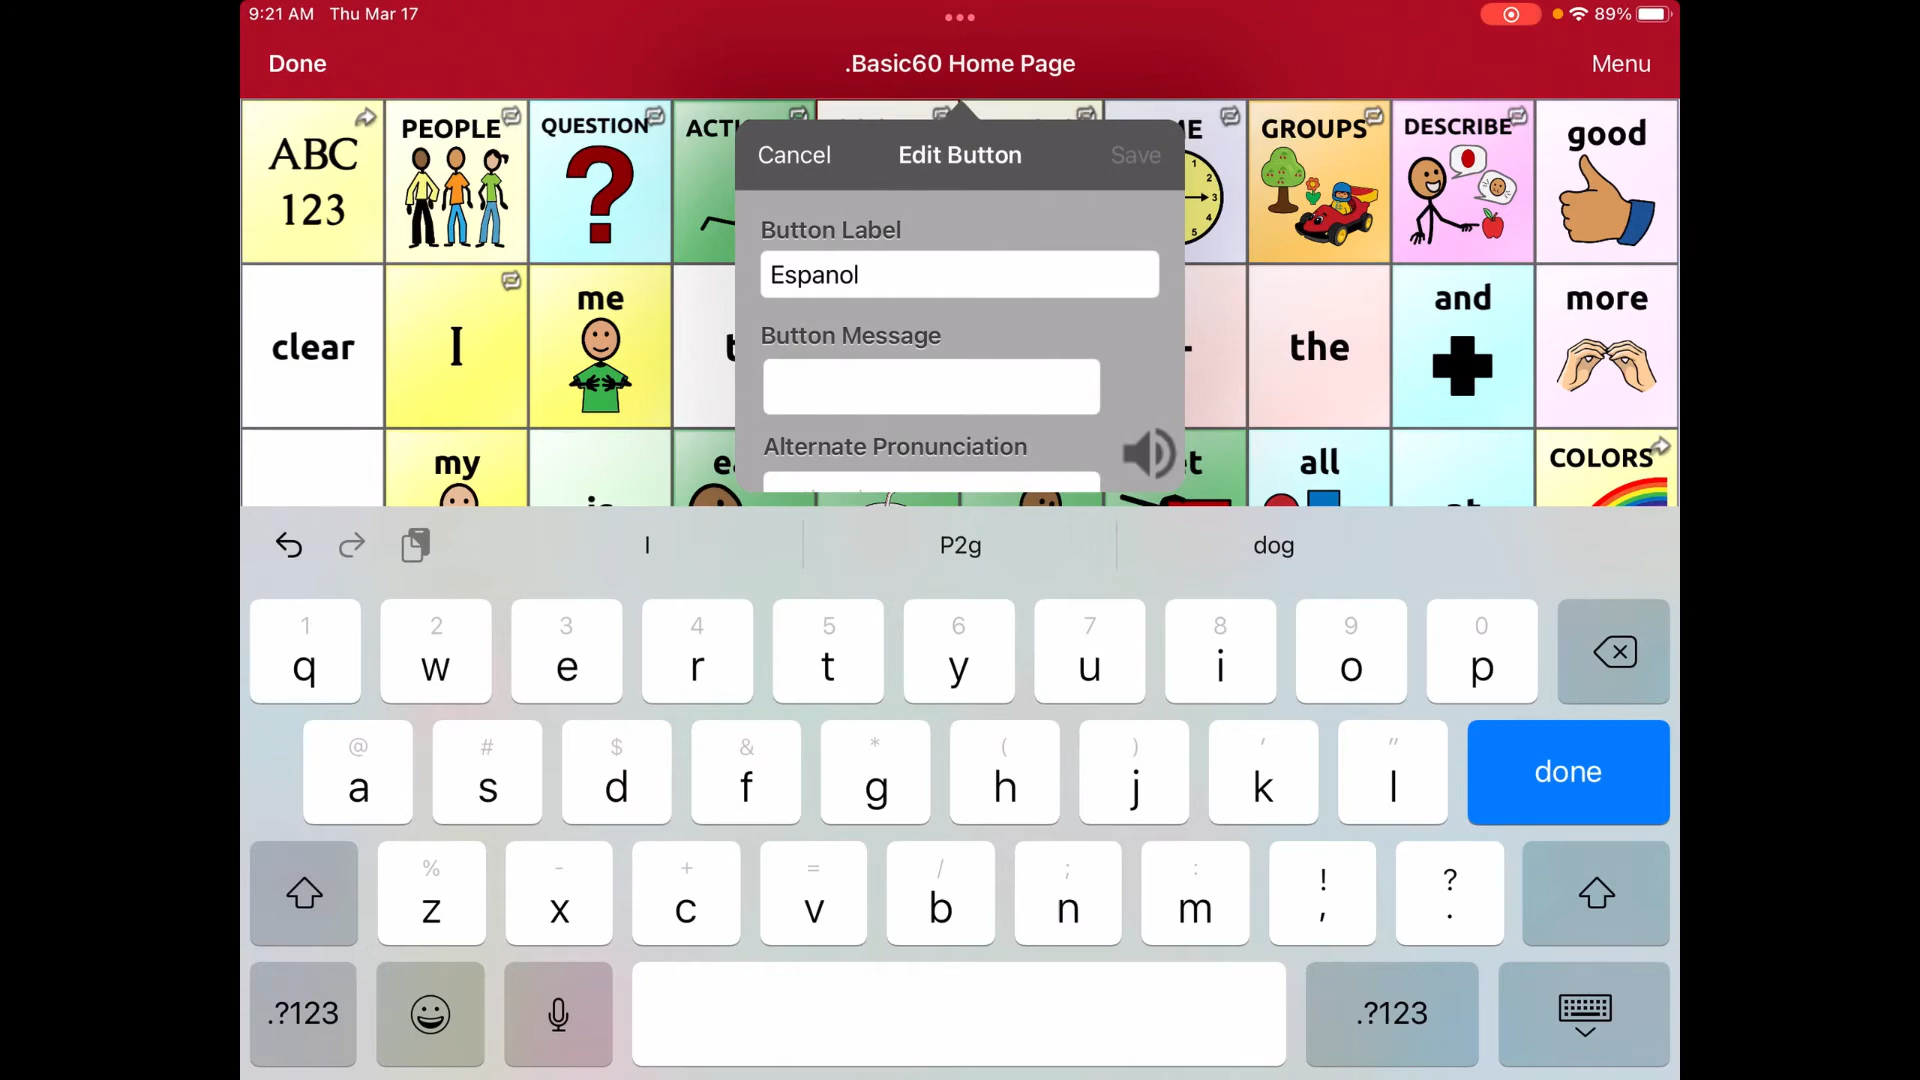 9:21 AM Thu Mar 17
89%
Done
.Basic60 Home Page
Menu
ABC
123
PEOPLE
QUESTION
GROUPS
DESCRIBE
good
Cancel
Edit Button
Save
Button Label
Espanol
Button Message
Alternate Pronunciation
clear
I
me
the
and
more
my
is
all
COLORS
I
P2g
dog
1 2 3 4 5 6 7 8 9 0
q w e r t y u i o p
@ # $ & * ( ) ' "
a s d f g h j k l
done
% - + = / ; : ! ?
z x c v b n m , .
.?123
.?123